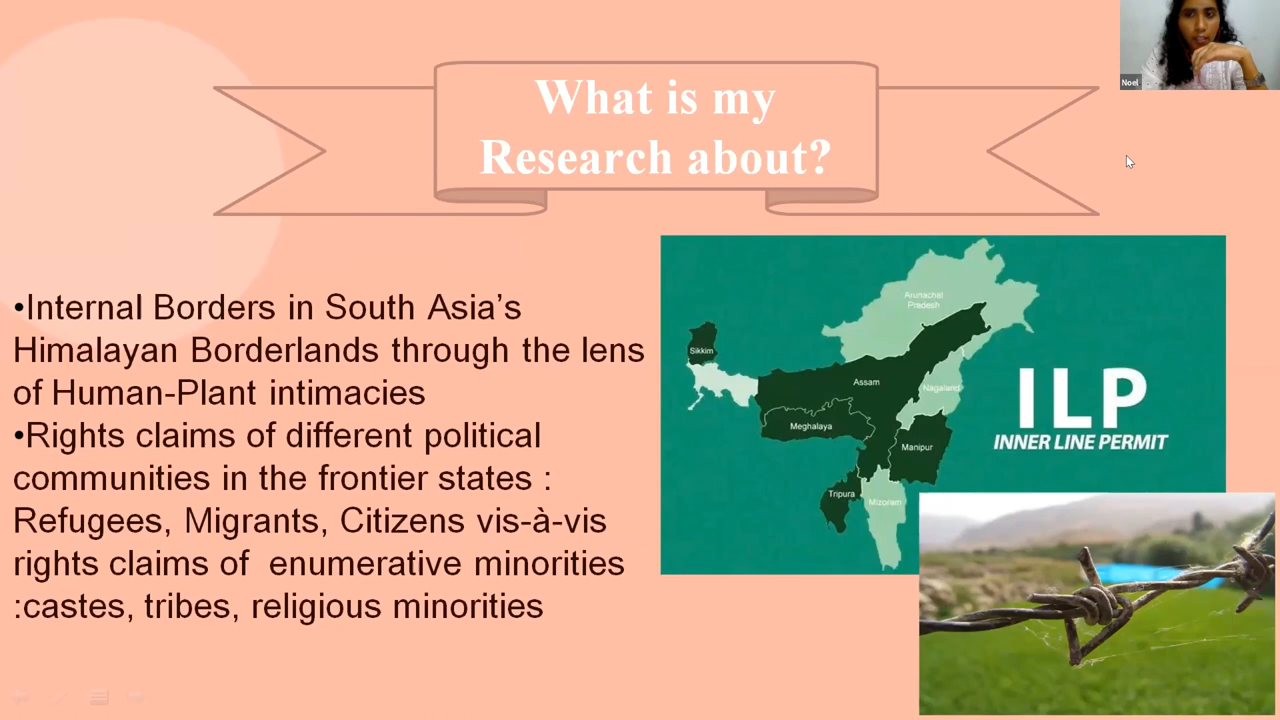 Noel
What is my
Research about?
•Internal Borders in South Asia’s
Himalayan Borderlands through the lens
of Human-Plant intimacies
•Rights claims of different political
communities in the frontier states :
Refugees, Migrants, Citizens vis-à-vis
rights claims of  enumerative minorities
:castes, tribes, religious minorities
Arunachal
Pradesh
Sikkim
Assam
Nagaland
Meghalaya
Manipur
Tripura
Mizoram
ILP
INNER LINE PERMIT